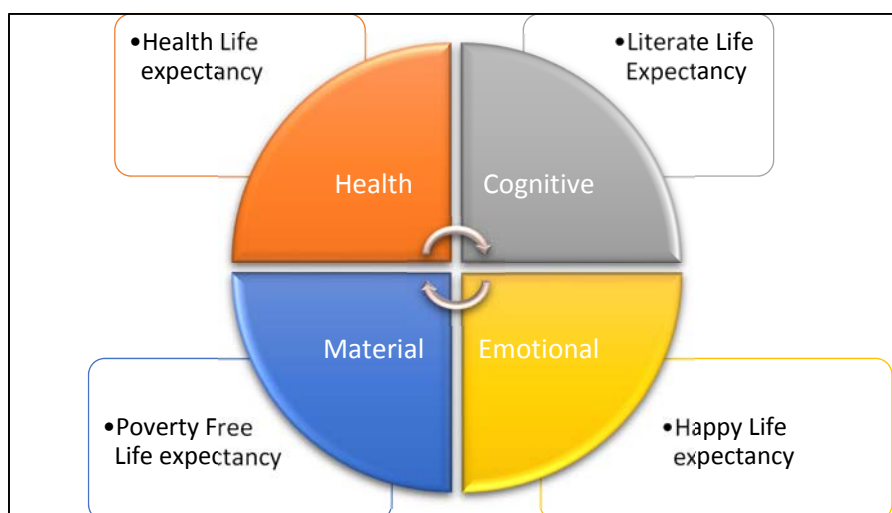 •Health Life
expectancy
•Literate Life
Expectancy
Health
Cognitive
Material
Emotional
•Poverty Free
Life expectancy
•Happy Life
expectancy